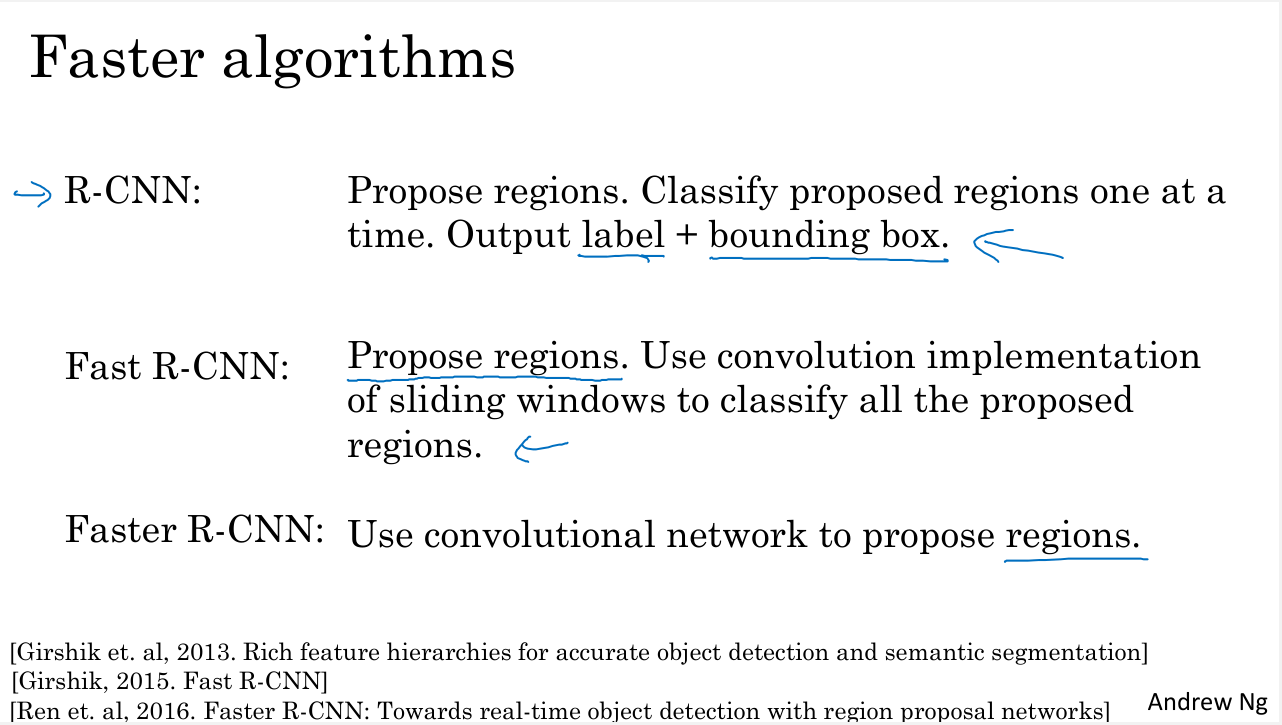 Faster algorithms
R-CNN: Propose regions. Classify proposed regions one at a
time. Output label + bounding box.
Fast R-CNN: Propose regions. Use convolution implementation
of sliding windows to classify all the proposed
regions.
Faster R-CNN: Use convolutional network to propose regions.
[Girshik et. al, 2013. Rich feature hierarchies for accurate object detection and semantic segmentation]
[Girshik, 2015. Fast R-CNN]
[Ren et. al, 2016. Faster R-CNN: Towards real-time object detection with region proposal networks]
Andrew Ng